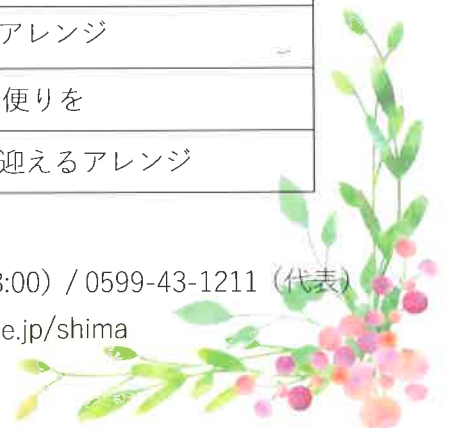 アレンジ
便りを
迎えるアレンジ
:00) / 0599-43-1211（代表）
e.jp/shima